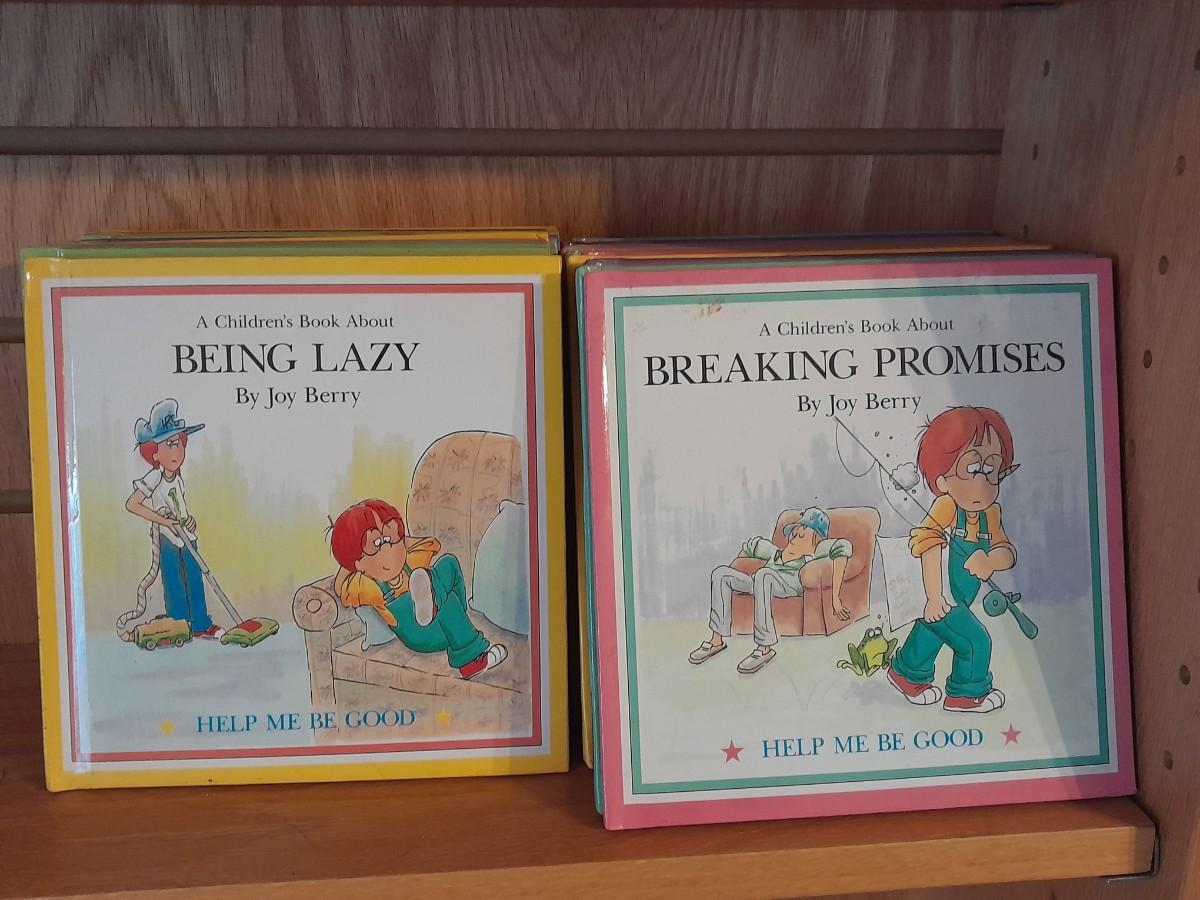 A Children's Book About
BEING LAZY
By Joy Berry
HELP ME BE GOOD
A Children's Book About
BREAKING PROMISES
By Joy Berry
HELP ME BE GOOD